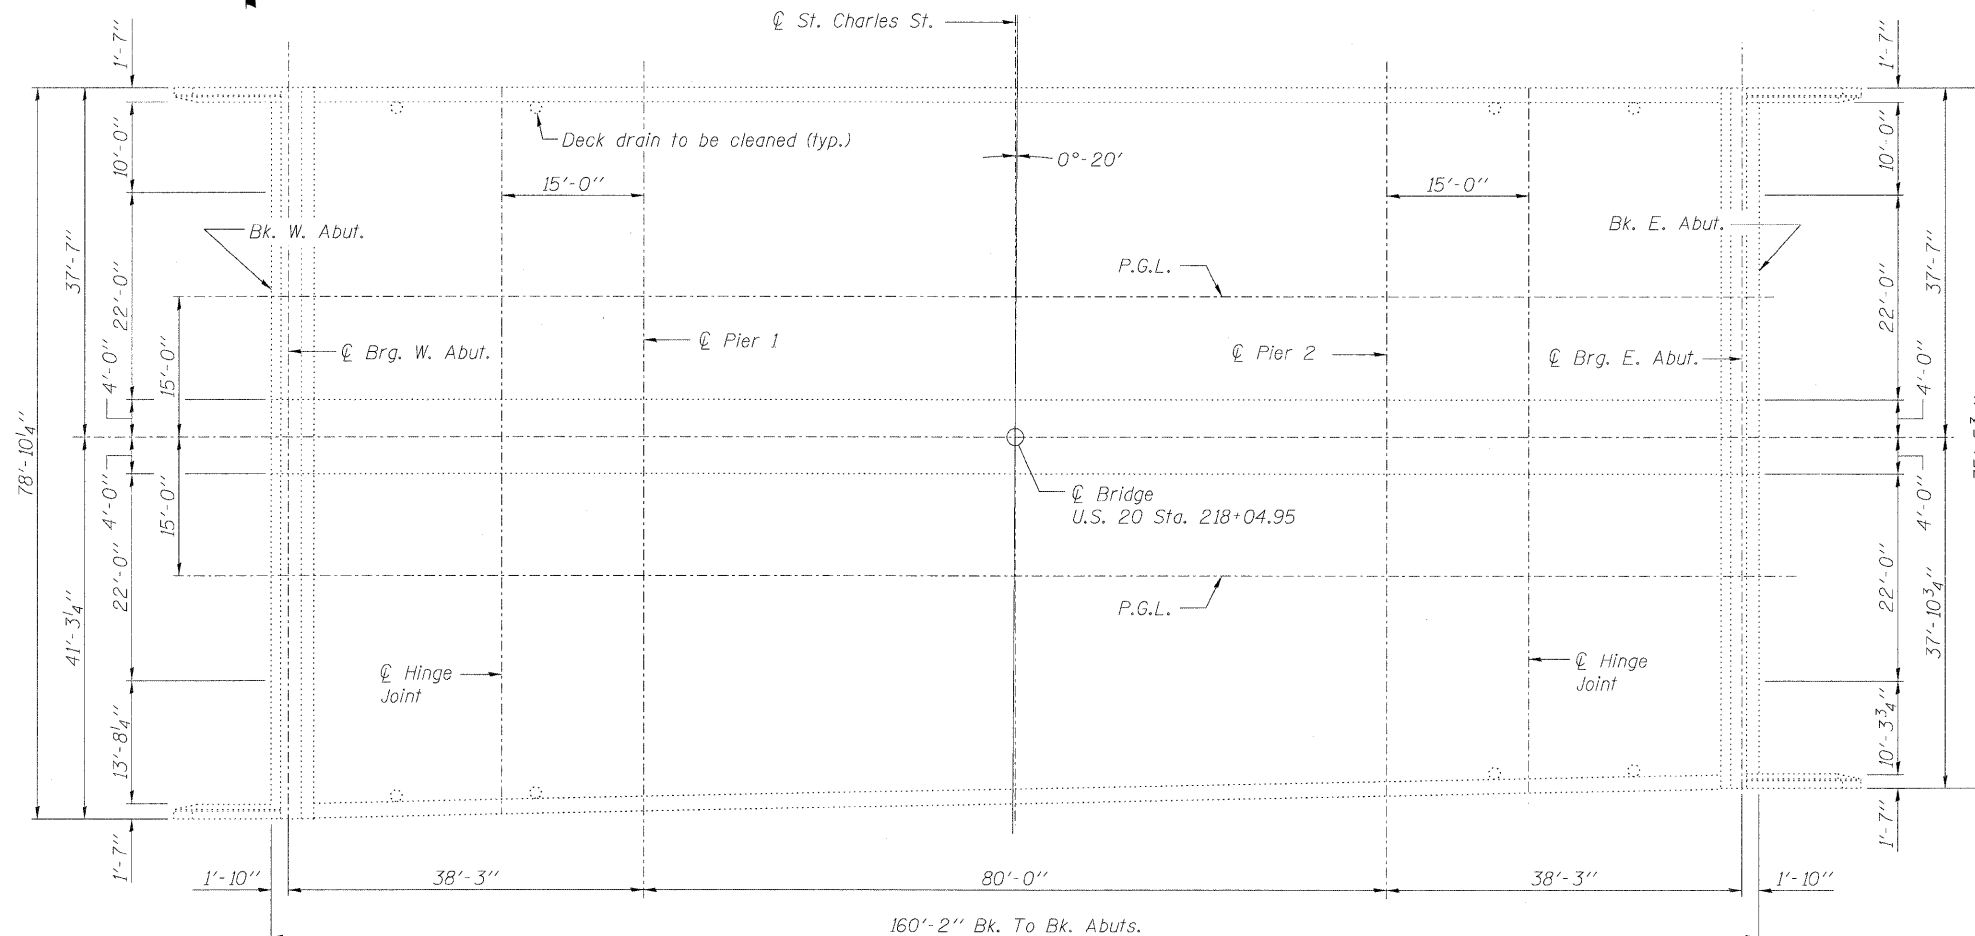 ℄ St. Charles St.
1'-7"
1'-7"
Deck drain to be cleaned (typ.)
0°-20'
10'-0"
10'-0"
15'-0"
15'-0"
Bk. W. Abut.
Bk. E. Abut.
37'-7"
37'-7"
P.G.L.
22'-0"
22'-0"
℄ Brg. W. Abut.
℄ Pier 1
℄ Pier 2
℄ Brg. E. Abut.
4'-0"
15'-0"
4'-0"
78'-10¼"
4'-0"
15'-0"
℄ Bridge
U.S. 20 Sta. 218+04.95
4'-0"
22'-0"
22'-0"
P.G.L.
41'-3¼"
37'-10¾"
℄ Hinge
Joint
℄ Hinge
Joint
13'-8¼"
10'-3¾"
1'-7"
1'-7"
1'-10"
38'-3"
80'-0"
38'-3"
1'-10"
160'-2" Bk. To Bk. Abuts.